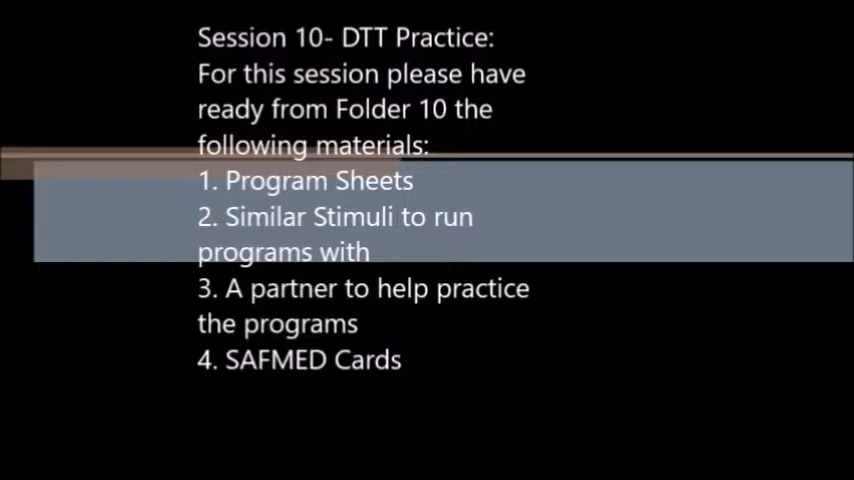 Session 10- DTT Practice:
For this session please have
ready from Folder 10 the
following materials:
1. Program Sheets
2. Similar Stimuli to run
programs with
3. A partner to help practice
the programs
4. SAFMED Cards